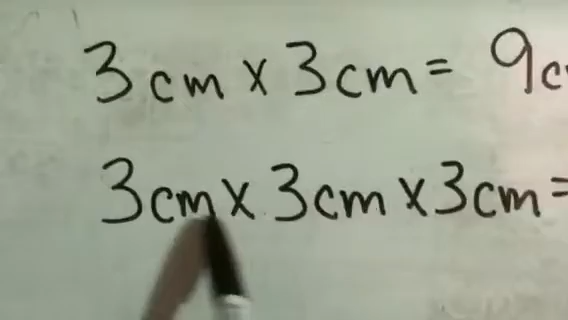 3cm x 3cm = 9c
3cm x 3cm x 3cm =